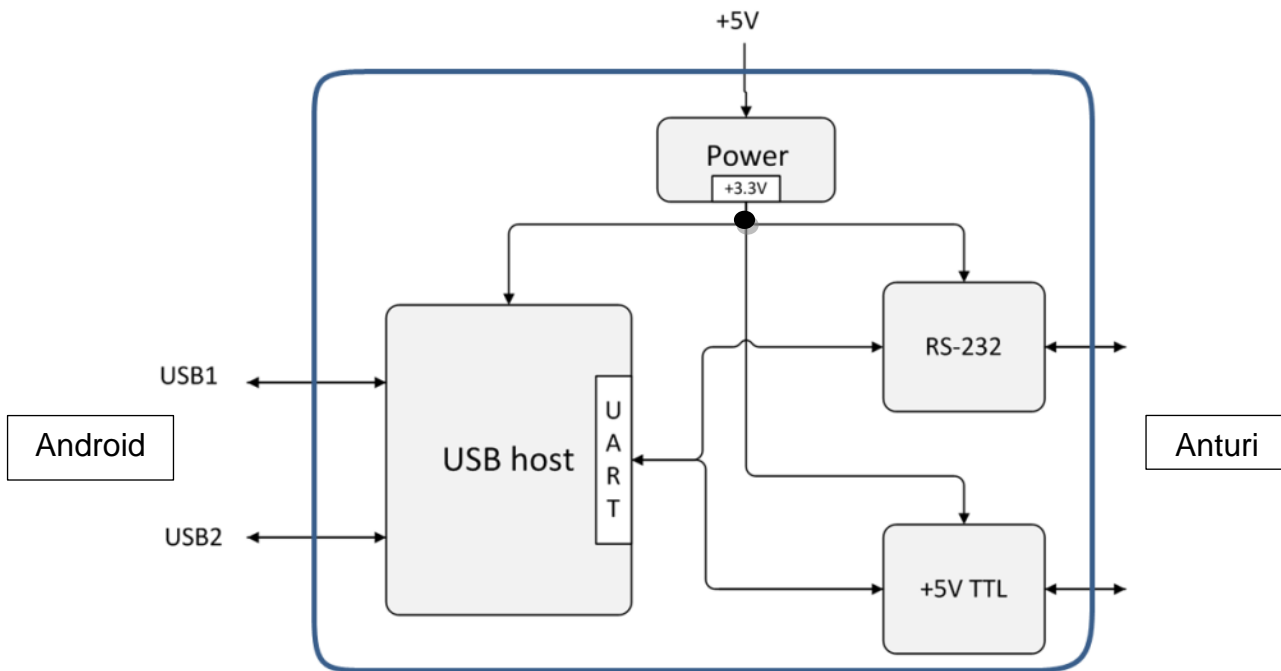 +5V
Power
+3.3V
RS-232
USB1
Android
USB host
U
A
R
T
Anturi
USB2
+5V TTL